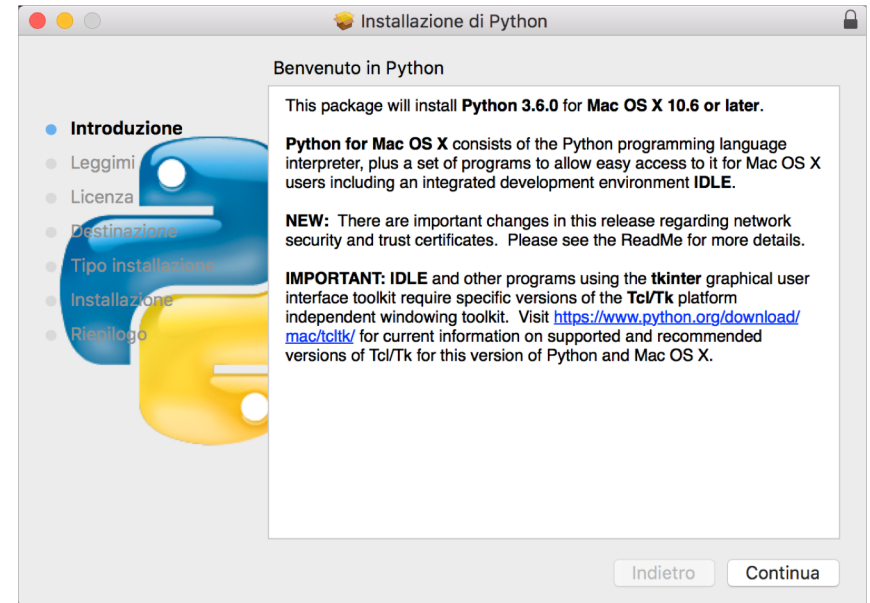 Installazione di Python
Benvenuto in Python
Introduzione
Leggimi
Licenza
Destinazione
Tipo installazione
Installazione
Riepilogo
This package will install Python 3.6.0 for Mac OS X 10.6 or later.
Python for Mac OS X consists of the Python programming language
interpreter, plus a set of programs to allow easy access to it for Mac OS X
users including an integrated development environment IDLE.
NEW:  There are important changes in this release regarding network
security and trust certificates.  Please see the ReadMe for more details.
IMPORTANT: IDLE and other programs using the tkinter graphical user
interface toolkit require specific versions of the Tcl/Tk platform
independent windowing toolkit.  Visit https://www.python.org/download/
mac/tcltk/ for current information on supported and recommended
versions of Tcl/Tk for this version of Python and Mac OS X.
Indietro
Continua